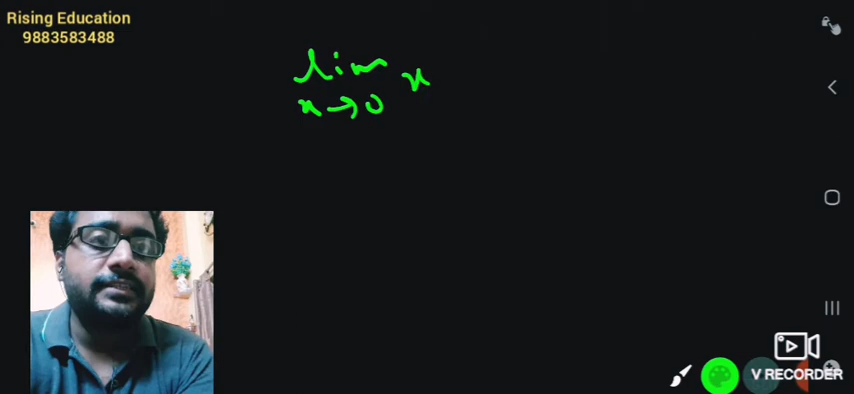 Rising Education
9883583488
lim x
x→0
V RECORDER